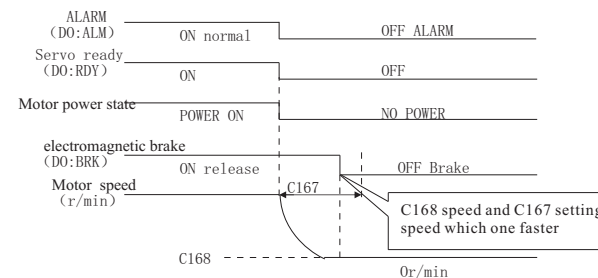 ALARM
(DO:ALM)
ON normal
OFF ALARM
Servo ready
(DO:RDY)
ON
OFF
Motor power state
POWER ON
NO POWER
electromagnetic brake
(DO:BRK)
ON release
OFF Brake
Motor speed
(r/min)
C167
C168 speed and C167 setting
speed which one faster
C168
0r/min